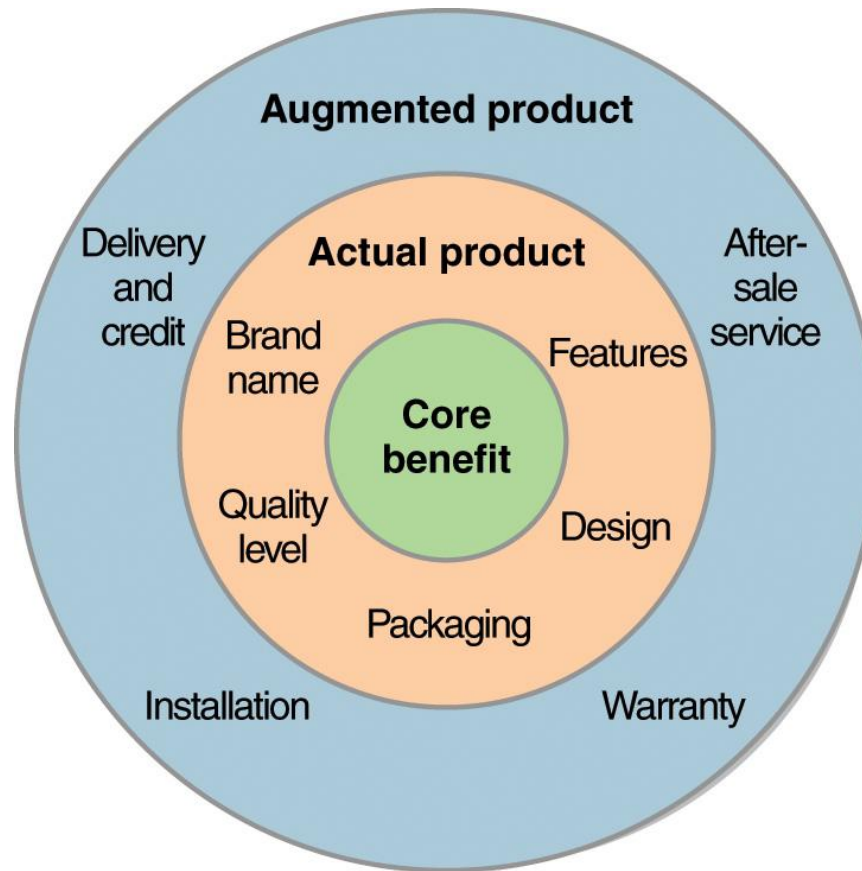 Augmented product
Delivery
and
credit
After-
sale
service
Actual product
Brand
name
Features
Core
benefit
Quality
level
Design
Packaging
Installation
Warranty